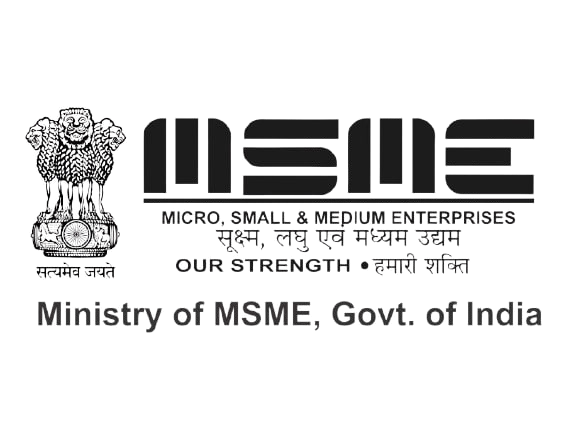 MSME
MICRO, SMALL & MEDIUM ENTERPRISES
सूक्ष्म, लघु एवं मध्यम उद्यम
OUR STRENGTH • हमारी शक्ति
सत्यमेव जयते
Ministry of MSME, Govt. of India